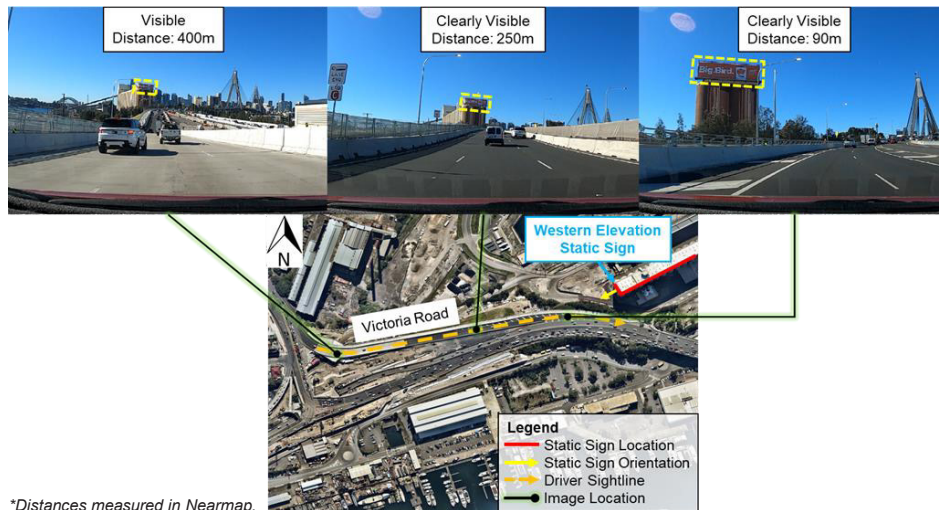 Visible
Distance: 400m
Clearly Visible
Distance: 250m
Clearly Visible
Distance: 90m
Big Bird.
Western Elevation
Static Sign
N
Victoria Road
Legend
Static Sign Location
Static Sign Orientation
Driver Sightline
Image Location
*Distances measured in Nearmap.